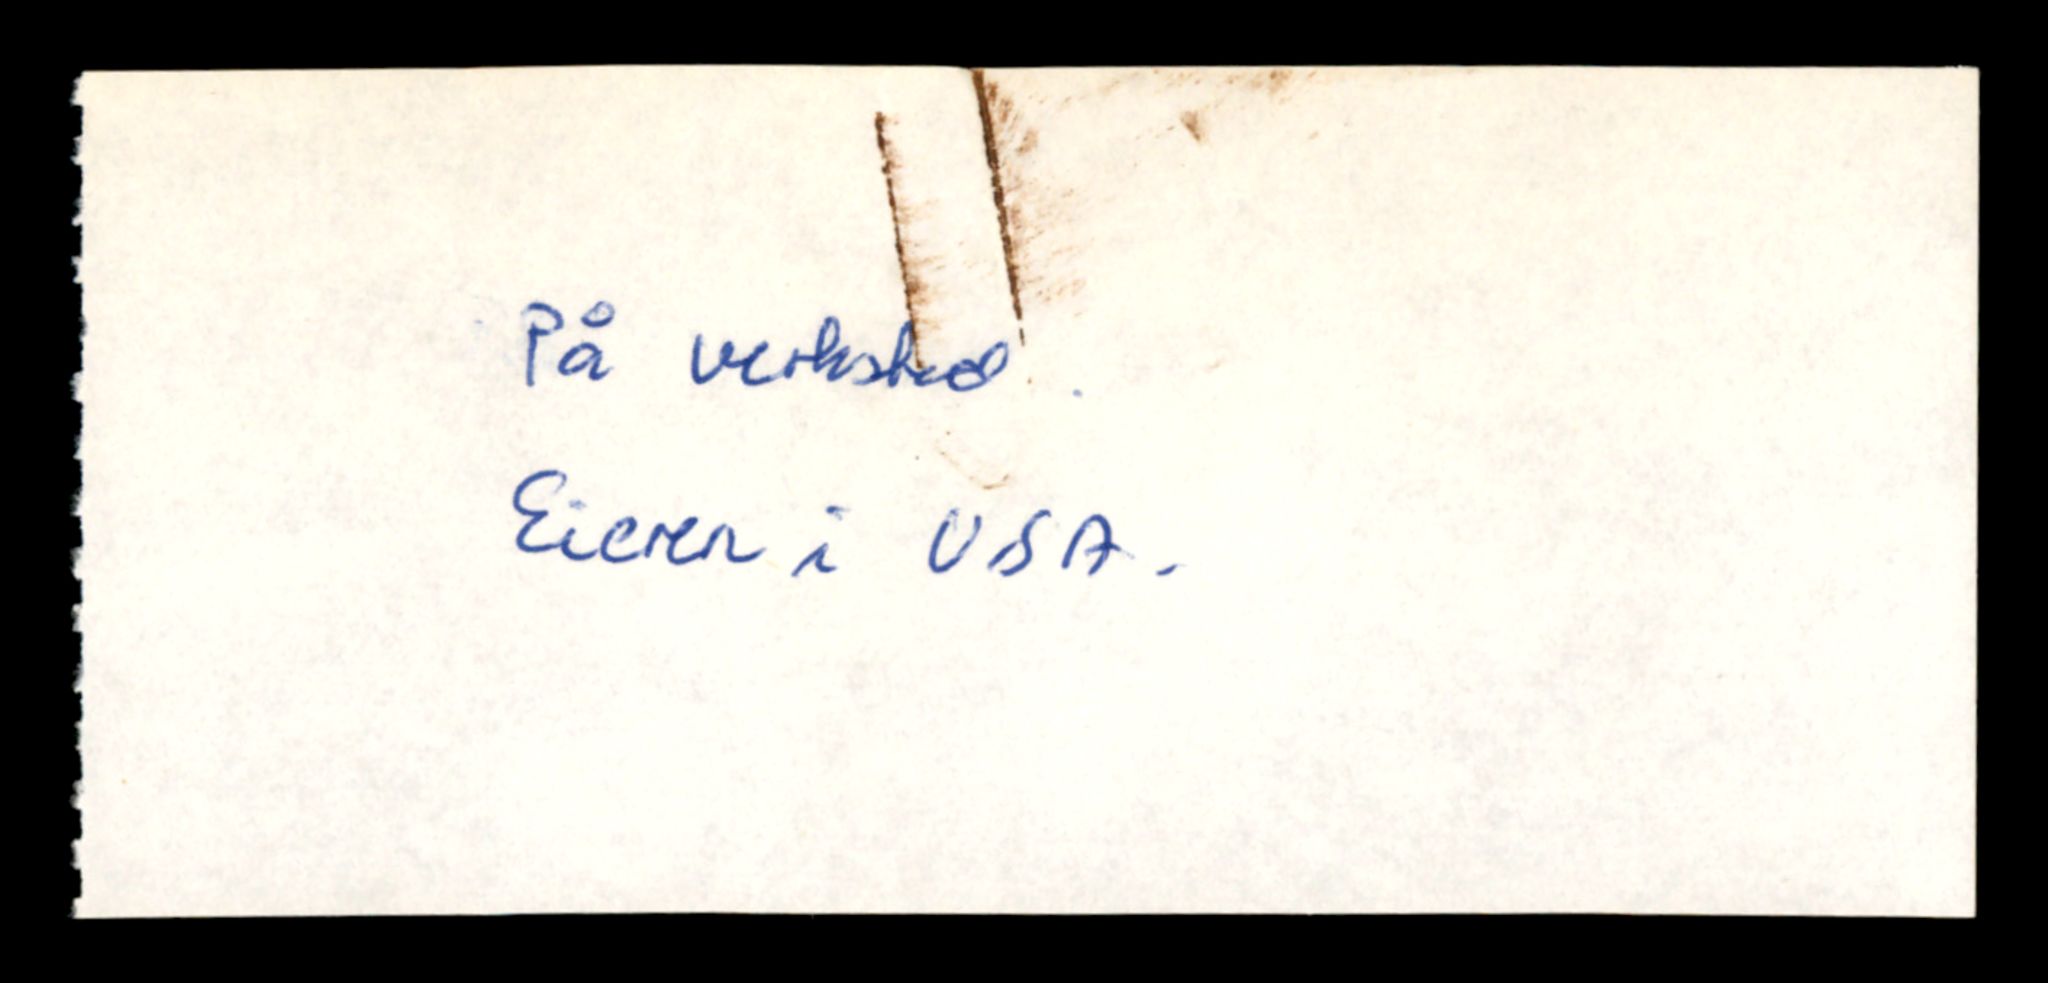 På verksted.
Eieren i USA.